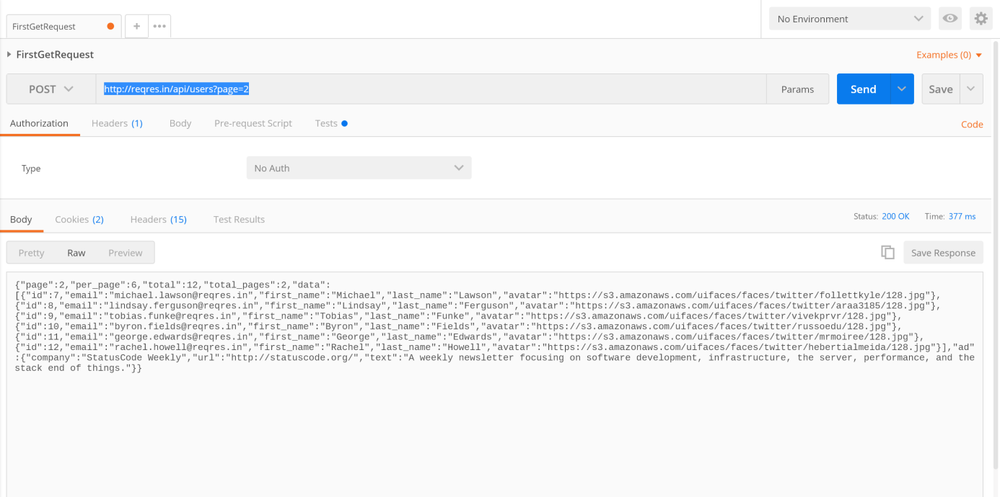 FirstGetRequest
+
•••
No Environment
FirstGetRequest
Examples (0)
POST
http://reqres.in/api/users?page=2
Params
Send
Save
Authorization
Headers (1)
Body
Pre-request Script
Tests
Code
Type
No Auth
Body
Cookies (2)
Headers (15)
Test Results
Status: 200 OK
Time: 377 ms
Pretty
Raw
Preview
Save Response
{"page":2,"per_page":6,"total":12,"total_pages":2,"data":
[{"id":7,"email":"michael.lawson@reqres.in","first_name":"Michael","last_name":"Lawson","avatar":"https://s3.amazonaws.com/uifaces/faces/twitter/follettkyle/128.jpg"},
{"id":8,"email":"lindsay.ferguson@reqres.in","first_name":"Lindsay","last_name":"Ferguson","avatar":"https://s3.amazonaws.com/uifaces/faces/twitter/araa3185/128.jpg"},
{"id":9,"email":"tobias.funke@reqres.in","first_name":"Tobias","last_name":"Funke","avatar":"https://s3.amazonaws.com/uifaces/faces/twitter/vivekprvr/128.jpg"},
{"id":10,"email":"byron.fields@reqres.in","first_name":"Byron","last_name":"Fields","avatar":"https://s3.amazonaws.com/uifaces/faces/twitter/russoedu/128.jpg"},
{"id":11,"email":"george.edwards@reqres.in","first_name":"George","last_name":"Edwards","avatar":"https://s3.amazonaws.com/uifaces/faces/twitter/mrmoiree/128.jpg"},
{"id":12,"email":"rachel.howell@reqres.in","first_name":"Rachel","last_name":"Howell","avatar":"https://s3.amazonaws.com/uifaces/faces/twitter/hebertialmeida/128.jpg"}],"ad"
:{"company":"StatusCode Weekly","url":"http://statuscode.org/","text":"A weekly newsletter focusing on software development, infrastructure, the server, performance, and the
stack end of things."}}